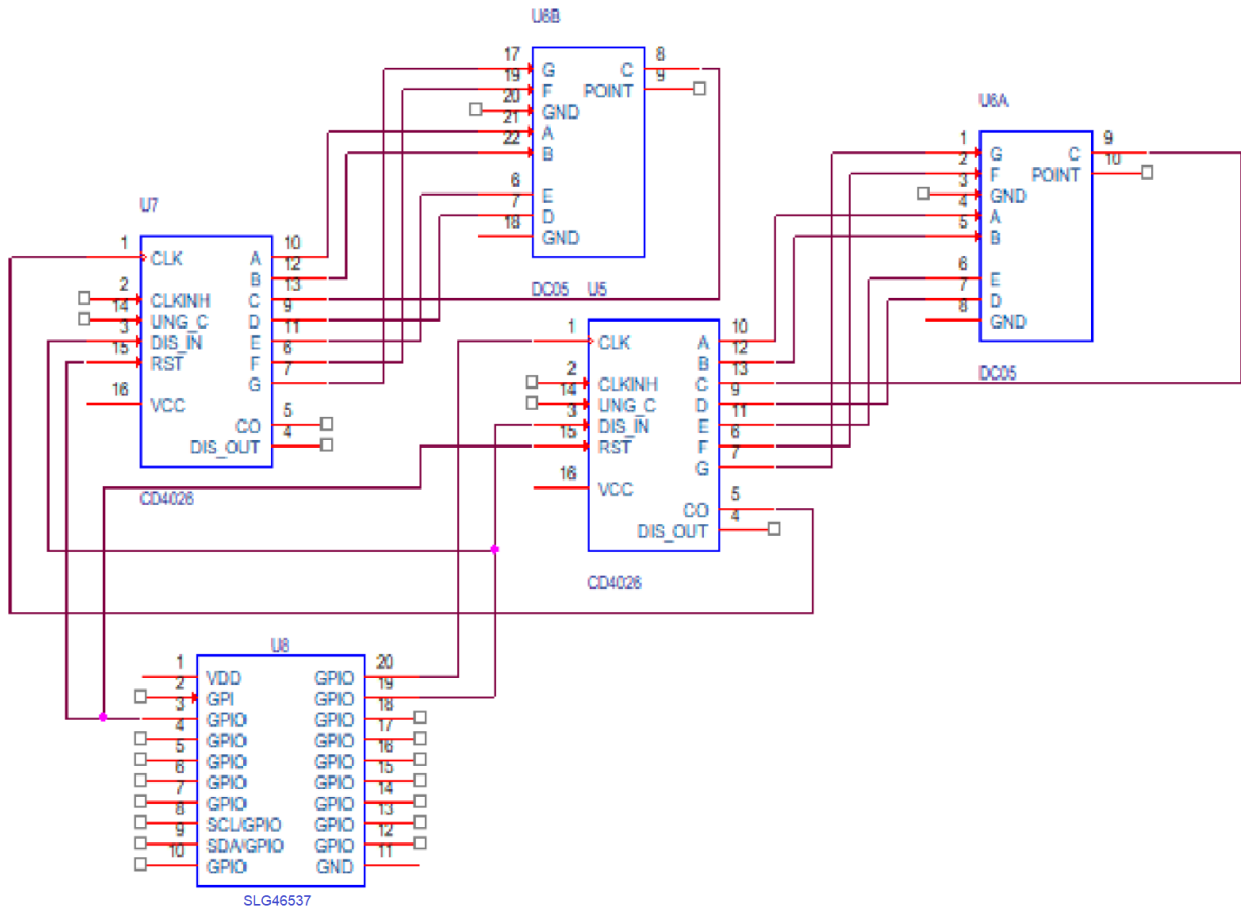 U6B
17 G C 8
19 F POINT 9
20 GND
21 A
22 B
6 E
7 D
18 GND
DC05
U6A
1 G C 9
2 F POINT 10
3 GND
4 A
5 B
6 E
7 D
8 GND
DC05
U7
1 CLK A 10
B 12
2 CLKINH C 13
14 UNG_C D 9
3 DIS_IN E 11
15 RST F 6
G 7
16 VCC
CO 5
DIS_OUT 4
CD4026
U5
1 CLK A 10
B 12
2 CLKINH C 13
14 UNG_C D 9
3 DIS_IN E 11
15 RST F 6
G 7
16 VCC
CO 5
DIS_OUT 4
CD4026
U8
1 VDD GPIO 20
2 GPI GPIO 19
3 GPIO GPIO 18
4 GPIO GPIO 17
5 GPIO GPIO 16
6 GPIO GPIO 15
7 GPIO GPIO 14
8 SCL/GPIO GPIO 13
9 SDA/GPIO GPIO 12
10 GPIO GND 11
SLG46537